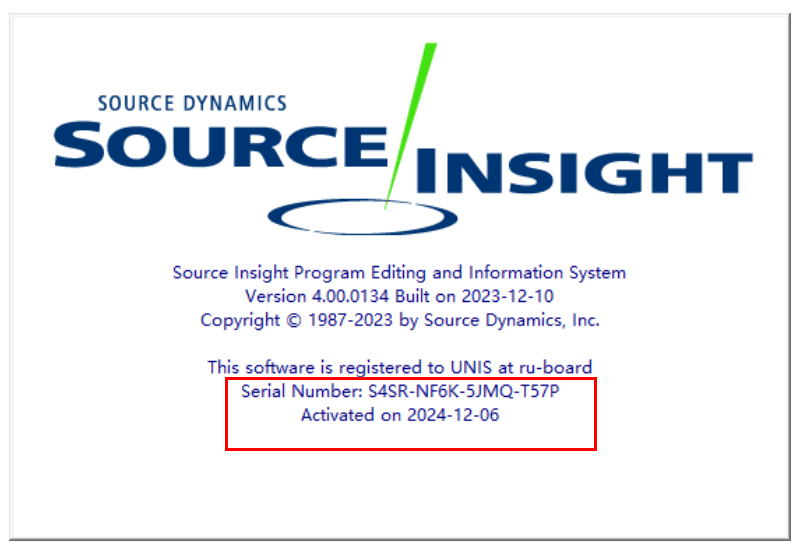 SOURCE DYNAMICS
SOURCE INSIGHT
Source Insight Program Editing and Information System
Version 4.00.0134 Built on 2023-12-10
Copyright © 1987-2023 by Source Dynamics, Inc.
This software is registered to UNIS at ru-board
Serial Number: S4SR-NF6K-5JMQ-T57P
Activated on 2024-12-06